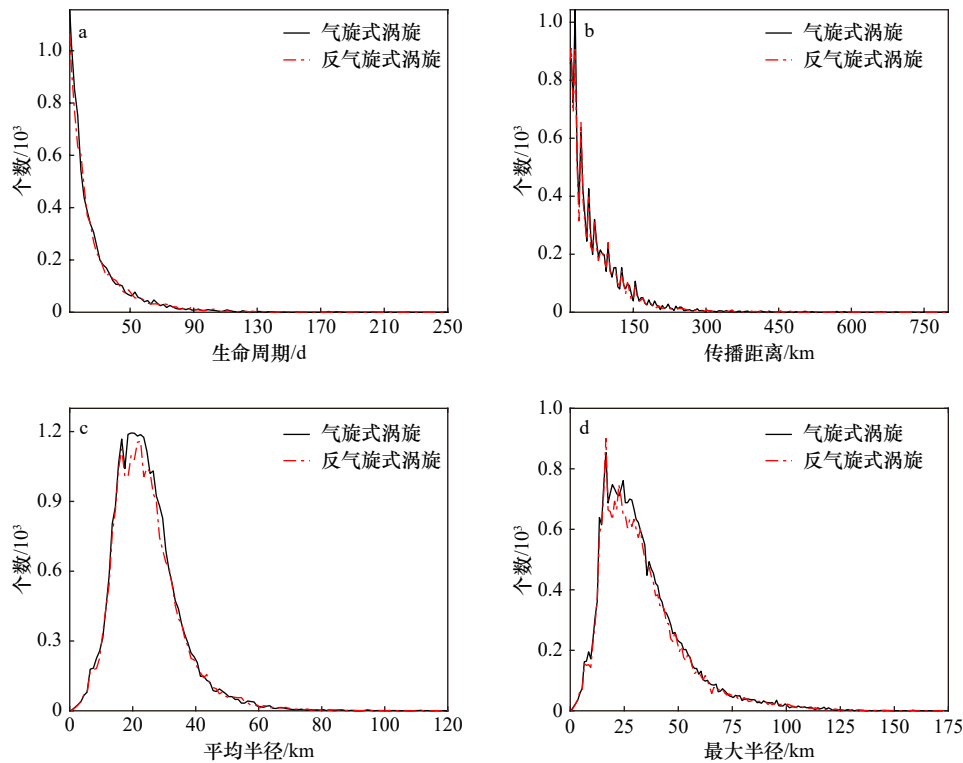 a
气旋式涡旋
反气旋式涡旋
个数/10³
1.0
0.8
0.6
0.4
0.2
0
50
90
130
170
210
250
生命周期/d
b
气旋式涡旋
反气旋式涡旋
个数/10³
1.0
0.8
0.6
0.4
0.2
0
150
300
450
600
750
传播距离/km
c
气旋式涡旋
反气旋式涡旋
个数/10³
1.2
0.9
0.6
0.3
0
0
20
40
60
80
100
120
平均半径/km
d
气旋式涡旋
反气旋式涡旋
个数/10³
1.0
0.8
0.6
0.4
0.2
0
0
25
50
75
100
125
150
175
最大半径/km